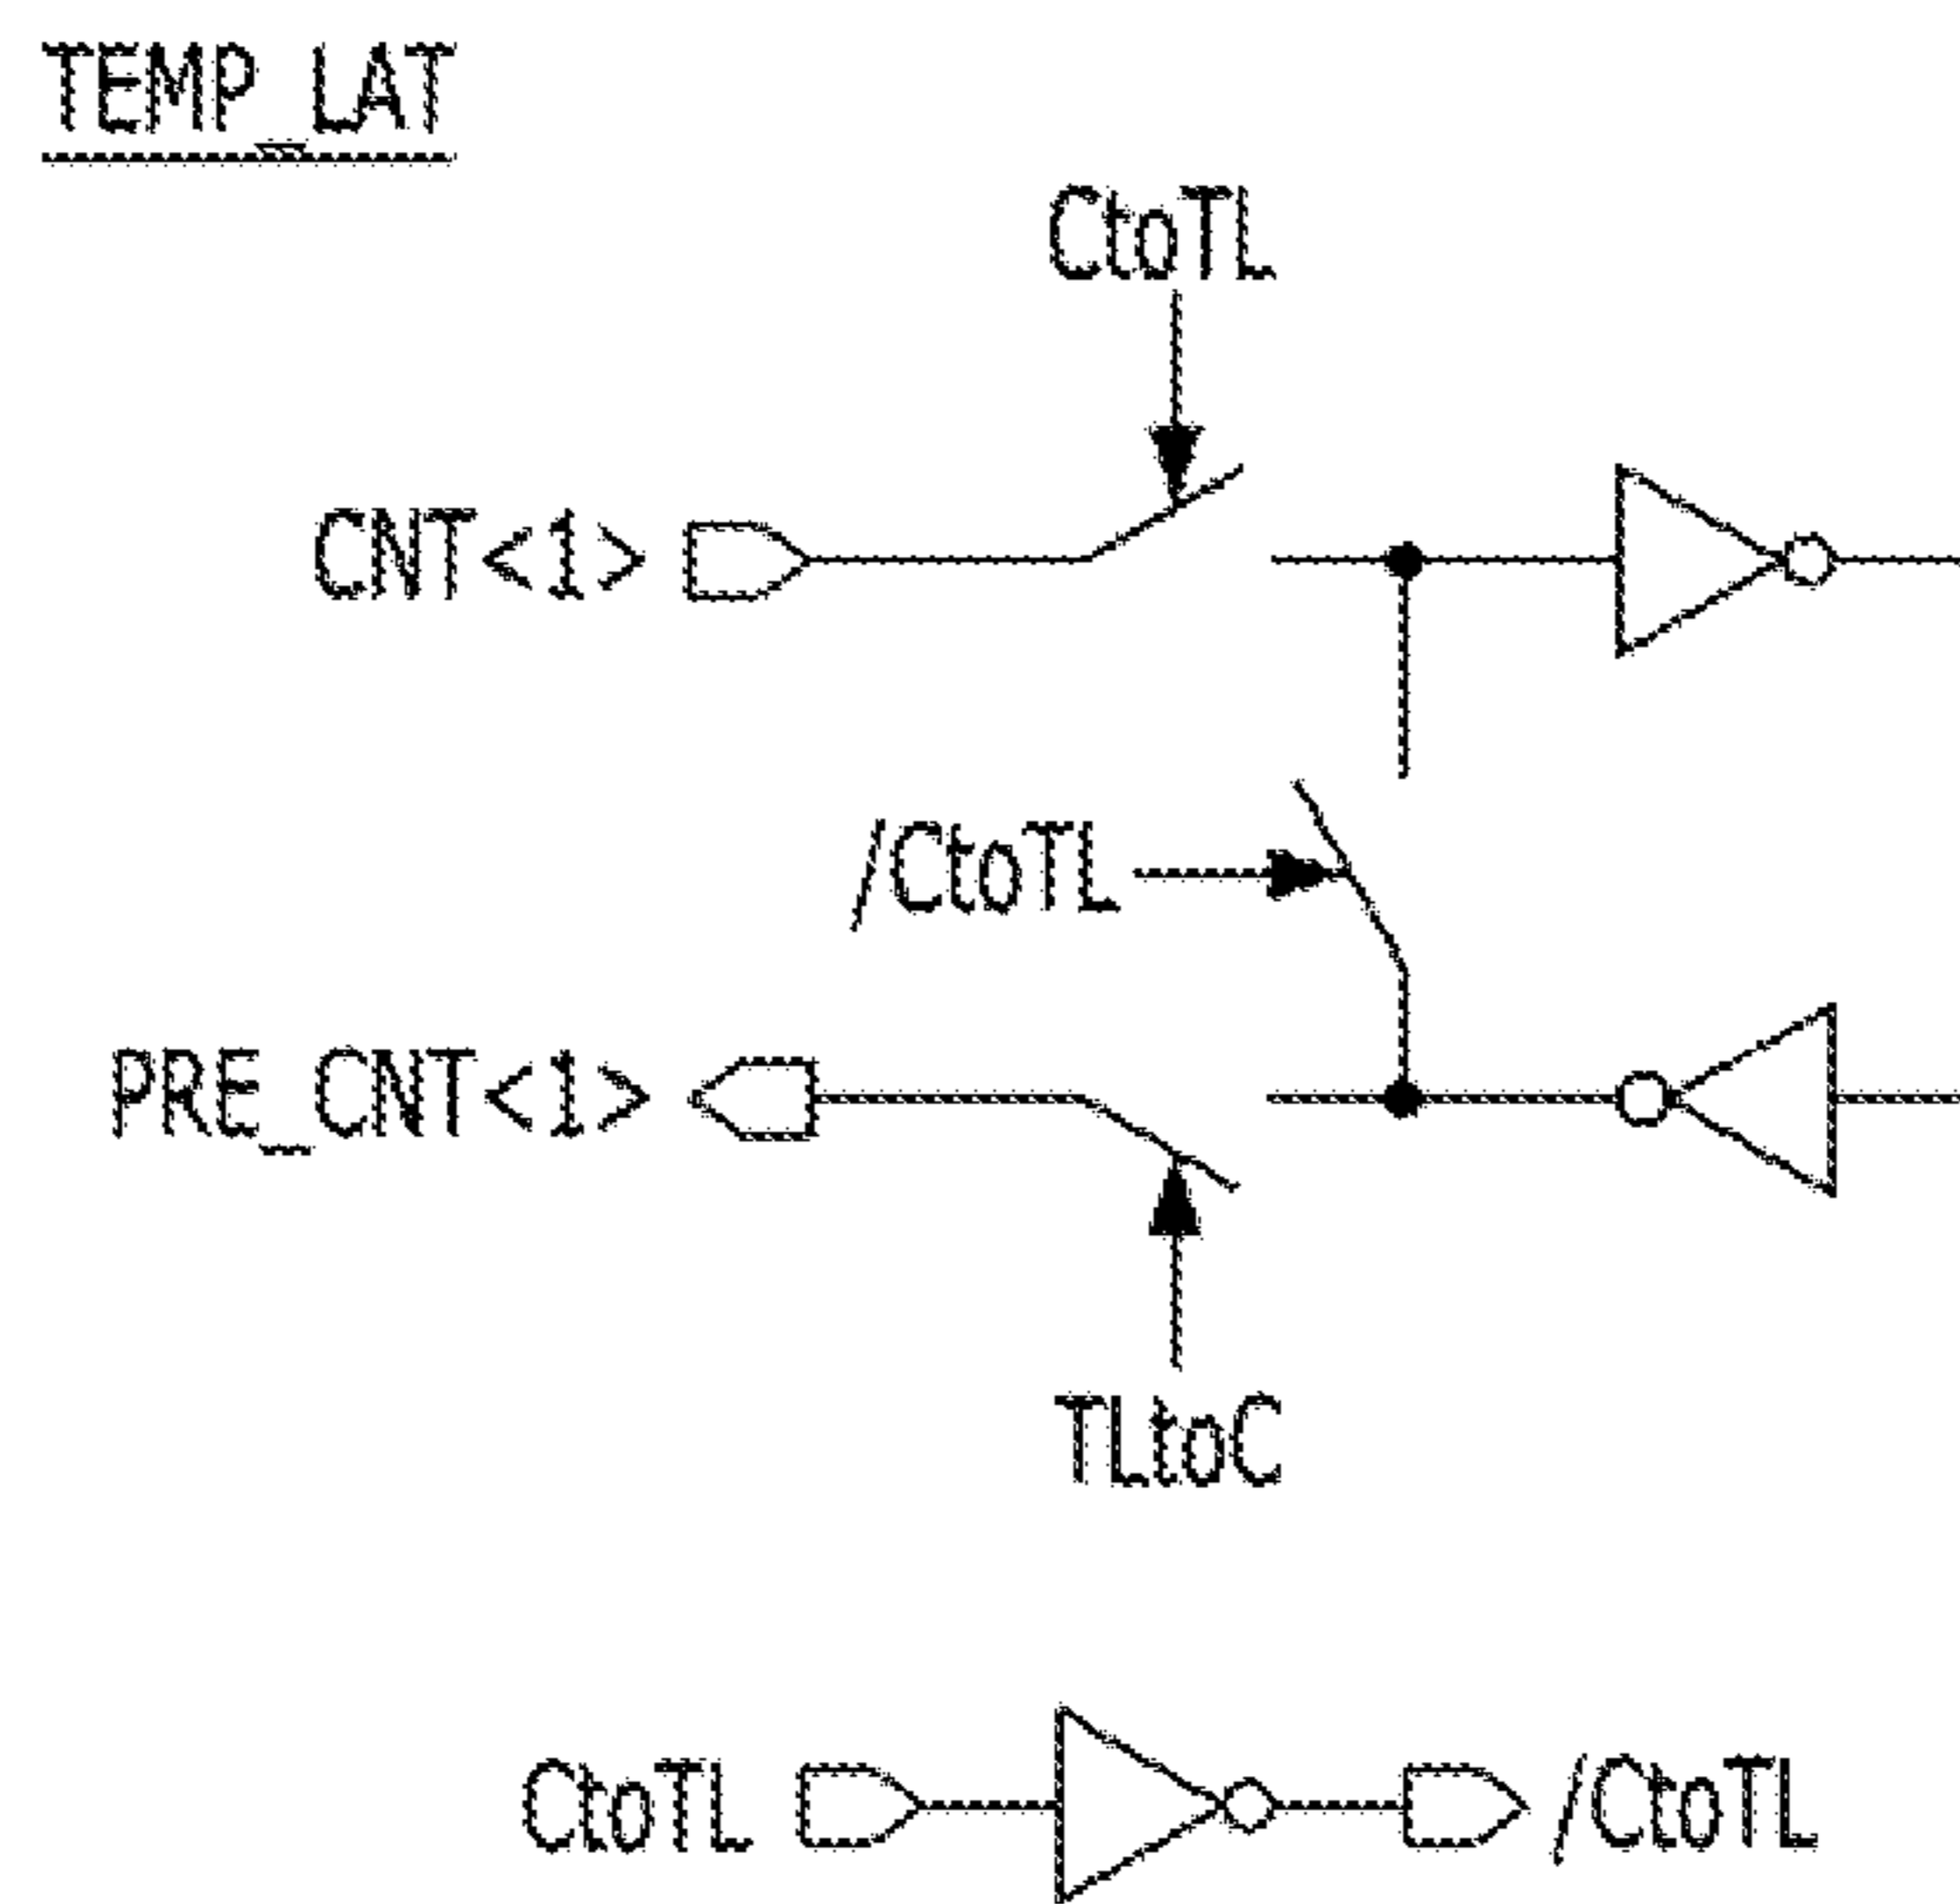 TEMP_LAT
CtoTL
CNT<1>
/CtoTL
PRE_CNT<1>
TLtoC
CtoTL
/CtoTL